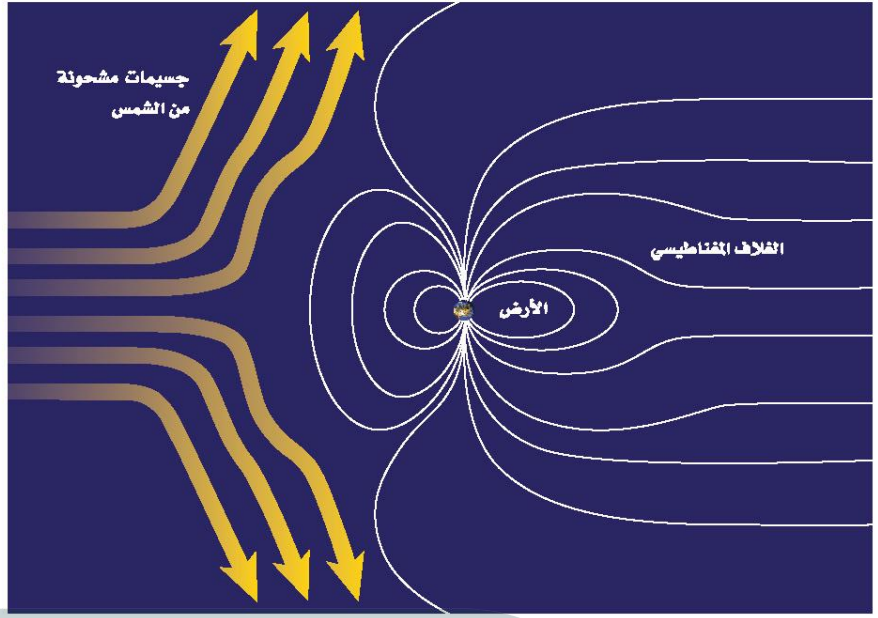 جسيمات مشحونة
من الشمس
الغلاف المغناطيسي
الأرض